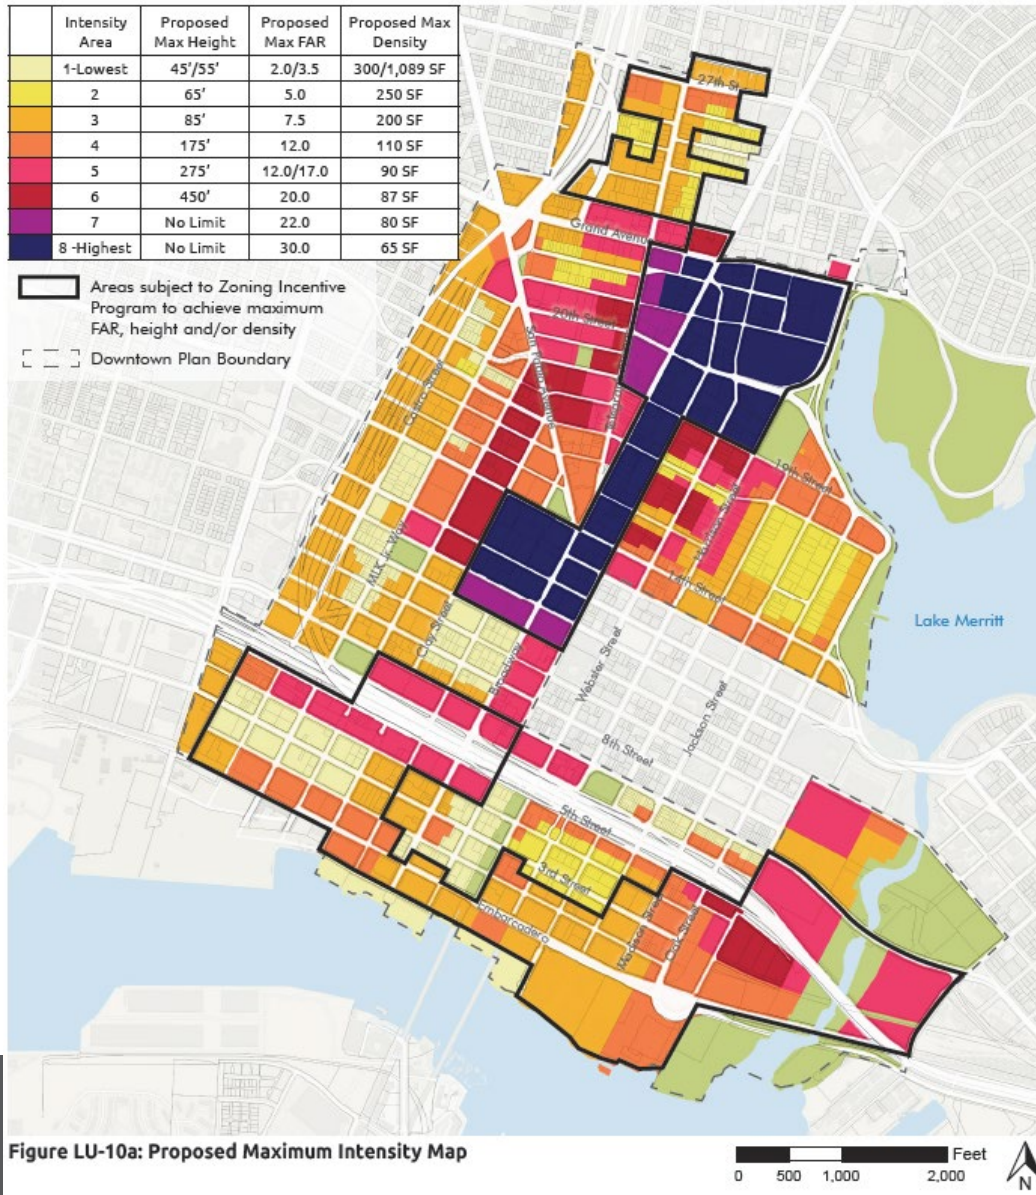 Intensity Area Proposed Max Height Proposed Max FAR Proposed Max Density
1-Lowest 45’/55’ 2.0/3.5 300/1,089 SF
2 65’ 5.0 250 SF
3 85’ 7.5 200 SF
4 175’ 12.0 110 SF
5 275’ 12.0/17.0 90 SF
6 450’ 20.0 87 SF
7 No Limit 22.0 80 SF
8 -Highest No Limit 30.0 65 SF
Areas subject to Zoning Incentive
Program to achieve maximum
FAR, height and/or density
Downtown Plan Boundary
27th St
Grand Avenue
20th Street
San Pablo Avenue
Castro Street
19th Street
Harrison Street
MLK Jr. Way
14th Street
Clay Street
Broadway
Webster Street
Lake Merritt
Jackson Street
8th Street
5th Street
3rd Street
Madison Street
Oak Street
Embarcadero
Figure LU-10a: Proposed Maximum Intensity Map
Feet
0 500 1,000 2,000
N